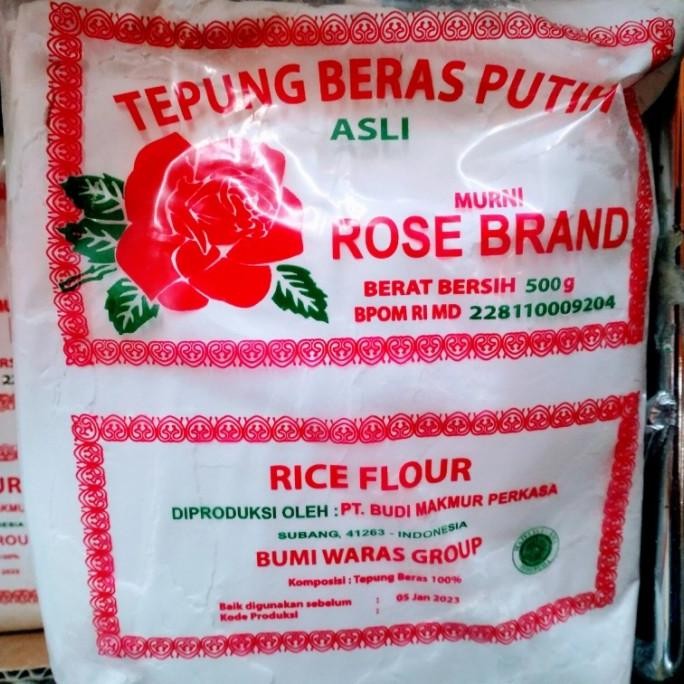 TEPUNG BERAS PUTIH
ASLI
MURNI
ROSE BRAND
BERAT BERSIH 500 g
BPOM RI MD 228110009204
RICE FLOUR
DIPRODUKSI OLEH : PT. BUDI MAKMUR PERKASA
SUBANG, 41263 - INDONESIA
BUMI WARAS GROUP
Komposisi : Tepung Beras 100%
Baik digunakan sebelum : 05 Jan 2023
Kode Produksi :